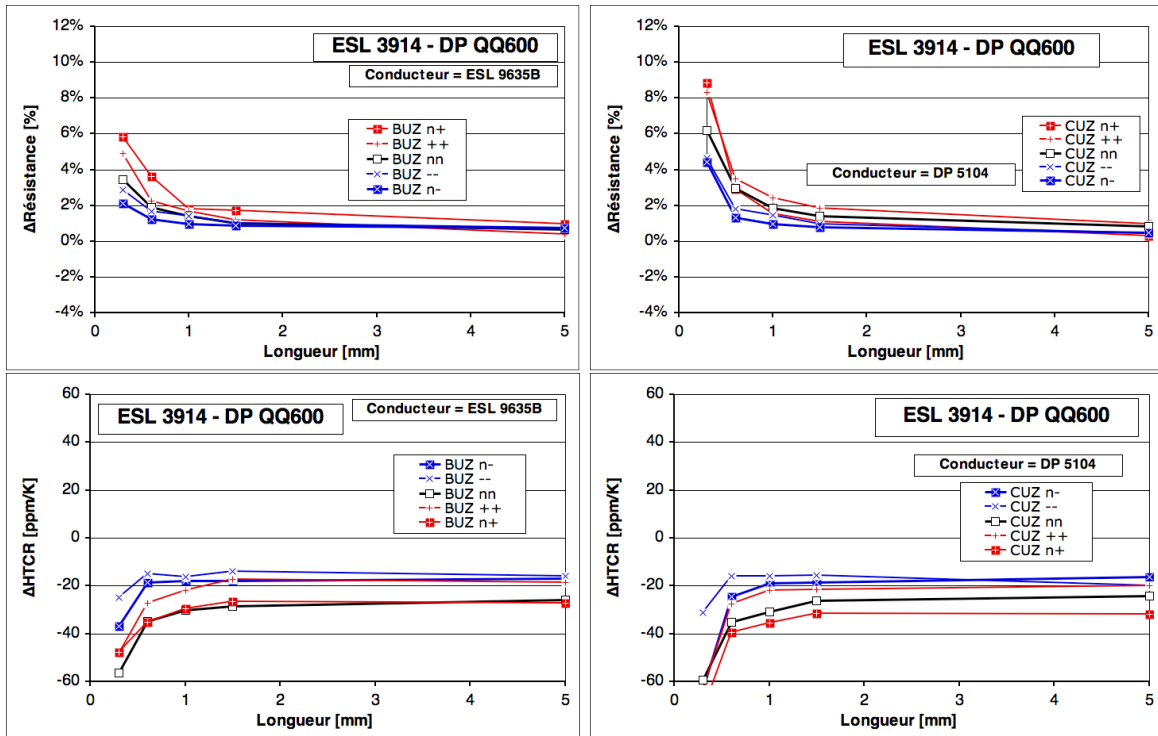 12%
10%
8%
6%
4%
2%
0%
-2%
-4%
ΔRésistance [%]
ESL 3914 - DP QQ600
Conducteur = ESL 9635B
BUZ n+
BUZ ++
BUZ nn
BUZ --
BUZ n-
0 1 2 3 4 5
Longueur [mm]
12%
10%
8%
6%
4%
2%
0%
-2%
-4%
ΔRésistance [%]
ESL 3914 - DP QQ600
CUZ n+
CUZ ++
CUZ nn
CUZ --
CUZ n-
Conducteur = DP 5104
0 1 2 3 4 5
Longueur [mm]
60
40
20
0
-20
-40
-60
ΔHTCR [ppm/K]
ESL 3914 - DP QQ600
Conducteur = ESL 9635B
BUZ n-
BUZ --
BUZ nn
BUZ ++
BUZ n+
0 1 2 3 4 5
Longueur [mm]
60
40
20
0
-20
-40
-60
ΔHTCR [ppm/K]
ESL 3914 - DP QQ600
Conducteur = DP 5104
CUZ n-
CUZ --
CUZ nn
CUZ ++
CUZ n+
0 1 2 3 4 5
Longueur [mm]